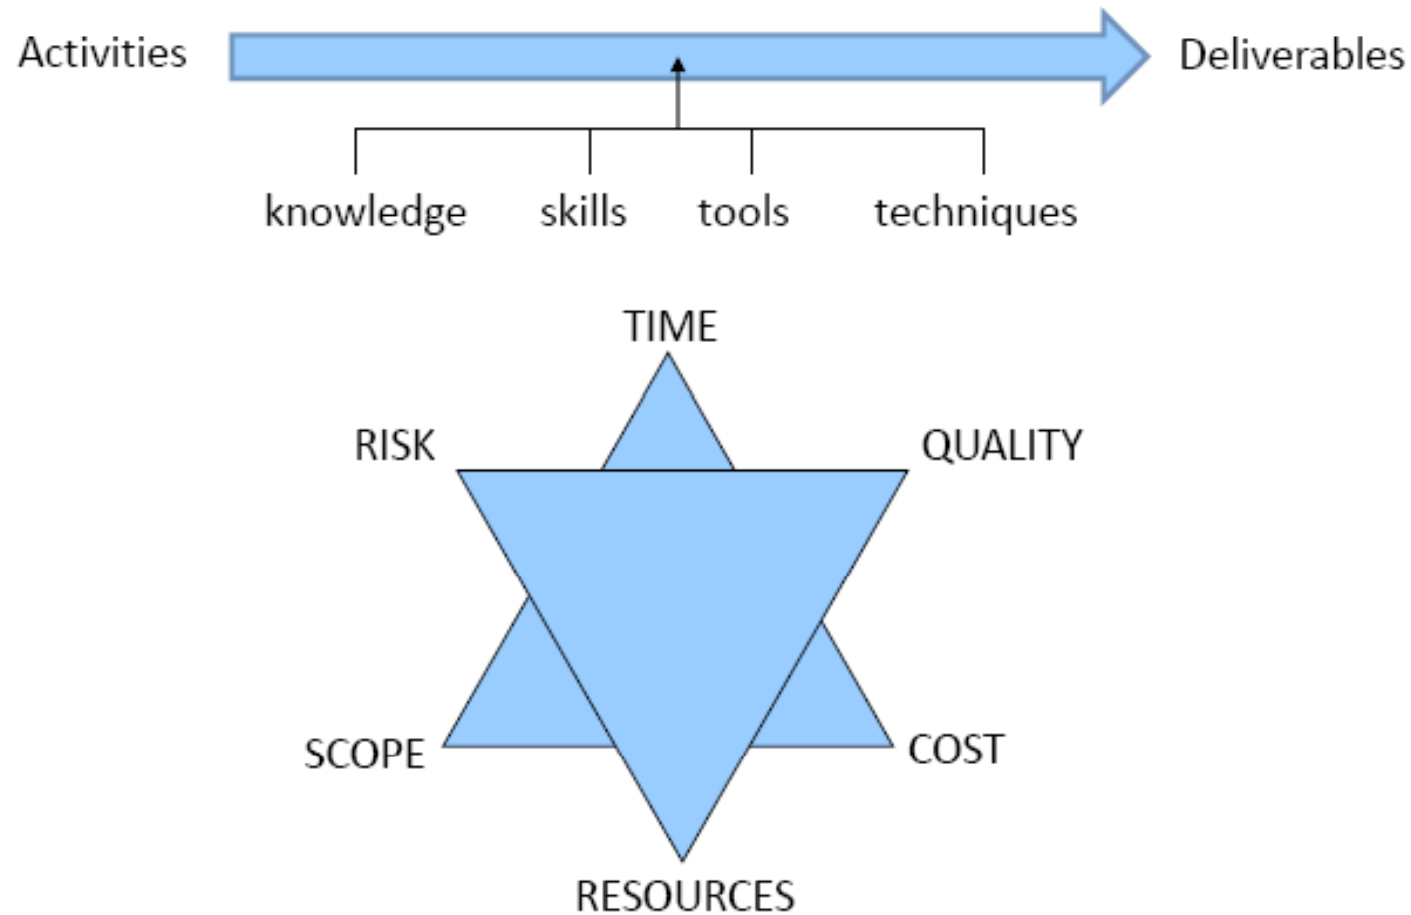 Activities
Deliverables
knowledge skills tools techniques
TIME
RISK
QUALITY
SCOPE
COST
RESOURCES